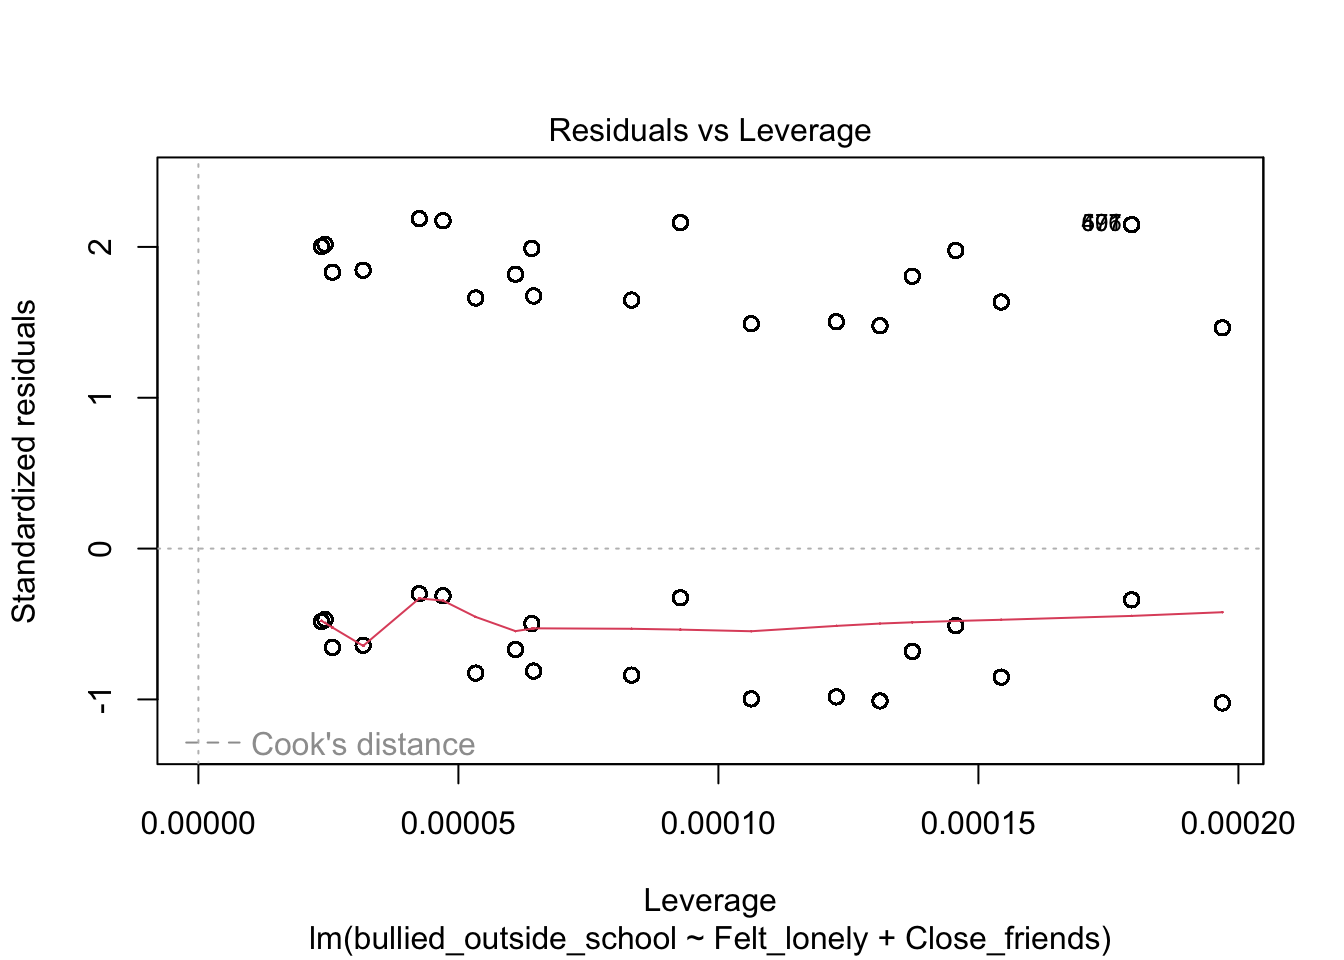 Residuals vs Leverage
Standardized residuals
2
1
0
-1
Cook's distance
0.00000 0.00005 0.00010 0.00015 0.00020
Leverage
lm(bullied_outside_school ~ Felt_lonely + Close_friends)